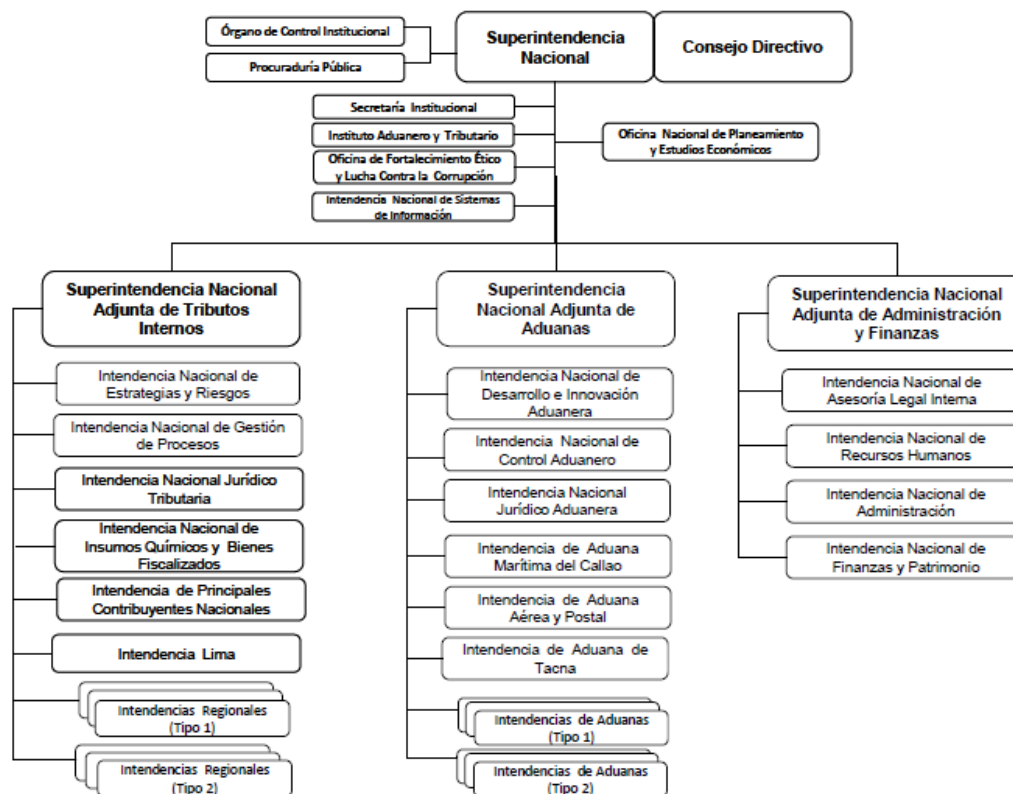 Órgano de Control Institucional
Procuraduría Pública
Superintendencia
Nacional
Consejo Directivo
Secretaría Institucional
Instituto Aduanero y Tributario
Oficina de Fortalecimiento Ético
y Lucha Contra la Corrupción
Intendencia Nacional de Sistemas
de Información
Oficina Nacional de Planeamiento
y Estudios Económicos
Superintendencia Nacional
Adjunta de Tributos
Internos
Intendencia Nacional de
Estrategias y Riesgos
Intendencia Nacional de Gestión
de Procesos
Intendencia Nacional Jurídico
Tributaria
Intendencia Nacional de
Insumos Químicos y Bienes
Fiscalizados
Intendencia de Principales
Contribuyentes Nacionales
Intendencia Lima
Intendencias Regionales
(Tipo 1)
Intendencias Regionales
(Tipo 2)
Superintendencia
Nacional Adjunta de
Aduanas
Intendencia Nacional de
Desarrollo e Innovación
Aduanera
Intendencia Nacional de
Control Aduanero
Intendencia Nacional
Jurídico Aduanera
Intendencia de Aduana
Marítima del Callao
Intendencia de Aduana
Aérea y Postal
Intendencia de Aduana de
Tacna
Intendencias de Aduanas
(Tipo 1)
Intendencias de Aduanas
(Tipo 2)
Superintendencia Nacional
Adjunta de Administración
y Finanzas
Intendencia Nacional de
Asesoría Legal Interna
Intendencia Nacional de
Recursos Humanos
Intendencia Nacional de
Administración
Intendencia Nacional de
Finanzas y Patrimonio